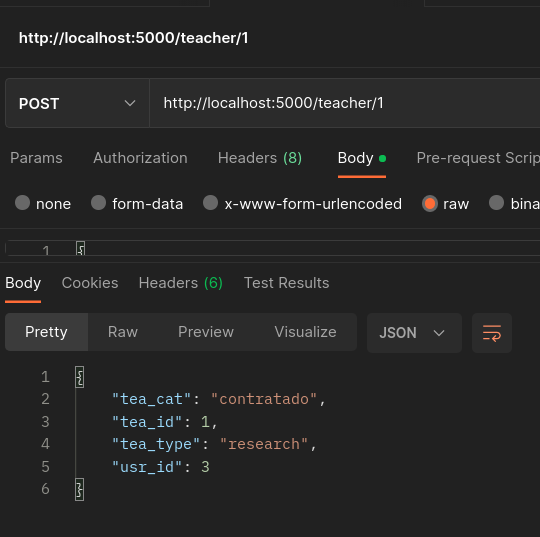 http://localhost:5000/teacher/1
POST http://localhost:5000/teacher/1
Params Authorization Headers (8) Body Pre-request Scrip
none form-data x-www-form-urlencoded raw bina
1 {
Body Cookies Headers (6) Test Results
Pretty Raw Preview Visualize JSON
1 {
2 "tea_cat": "contratado",
3 "tea_id": 1,
4 "tea_type": "research",
5 "usr_id": 3
6 }